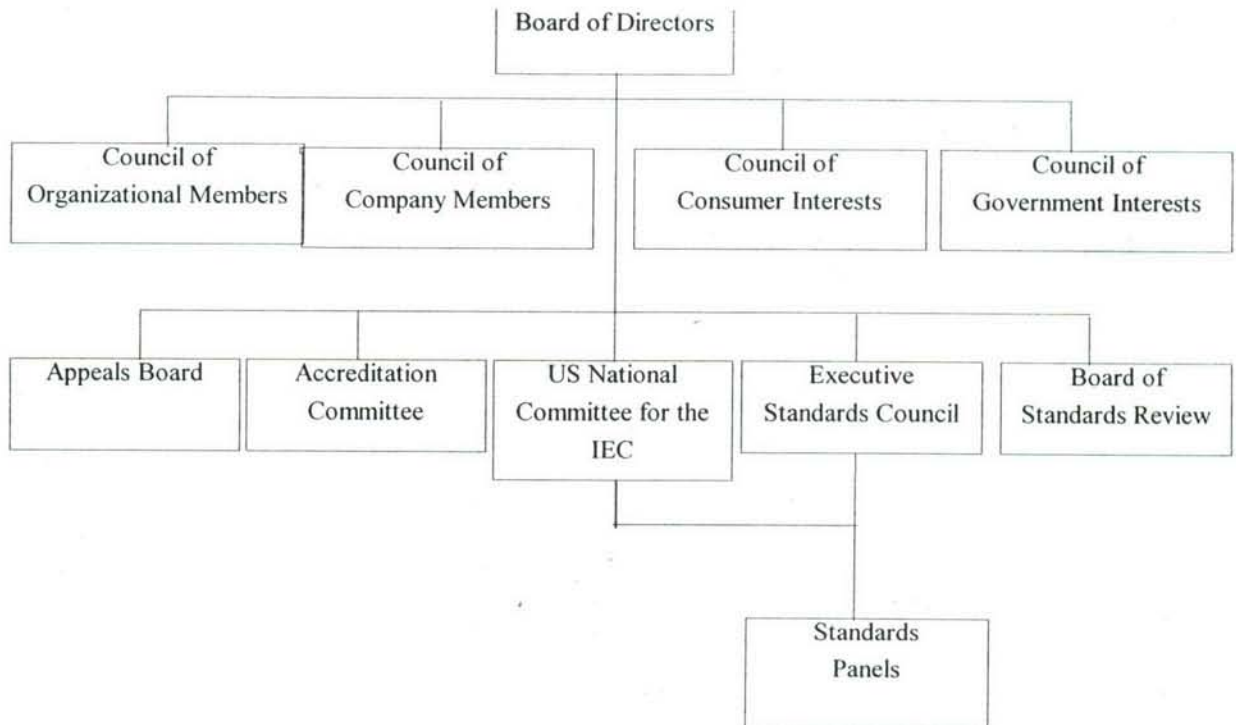 Board of Directors
Council of
Organizational Members
Council of
Company Members
Council of
Consumer Interests
Council of
Government Interests
Appeals Board
Accreditation
Committee
US National
Committee for the
IEC
Executive
Standards Council
Board of
Standards Review
Standards
Panels